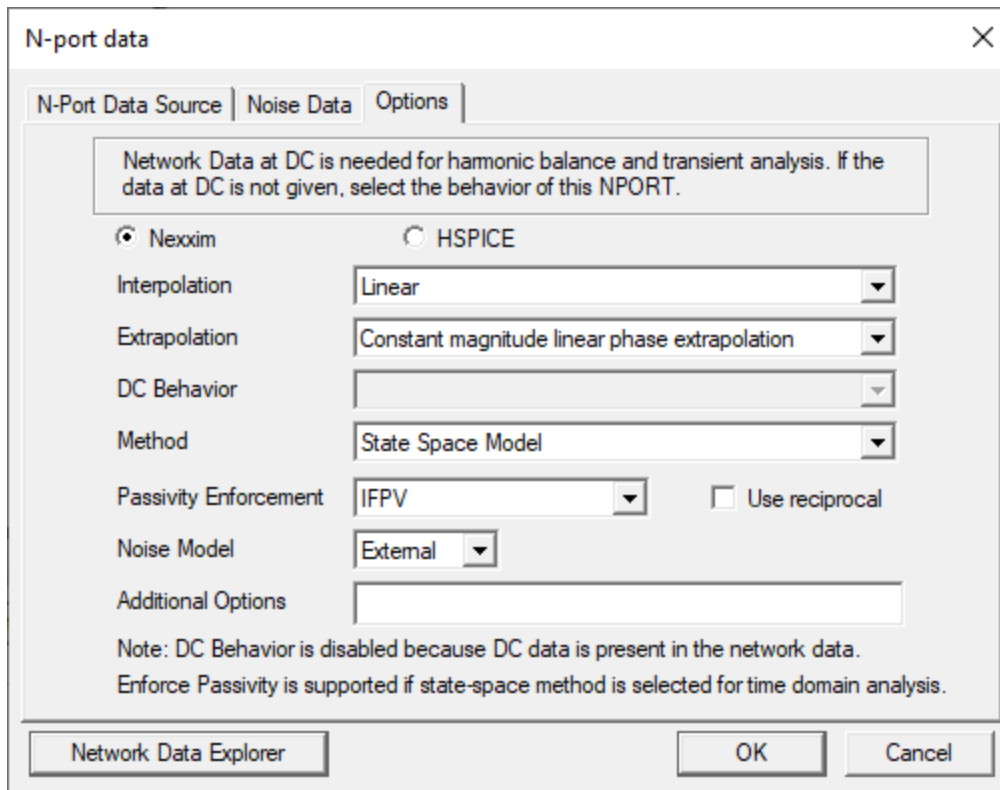 N-port data
N-Port Data Source Noise Data Options
Network Data at DC is needed for harmonic balance and transient analysis. If the
data at DC is not given, select the behavior of this NPORT.
Nexxim HSPICE
Interpolation Linear
Extrapolation Constant magnitude linear phase extrapolation
DC Behavior
Method State Space Model
Passivity Enforcement IFPV Use reciprocal
Noise Model External
Additional Options
Note: DC Behavior is disabled because DC data is present in the network data.
Enforce Passivity is supported if state-space method is selected for time domain analysis.
Network Data Explorer OK Cancel